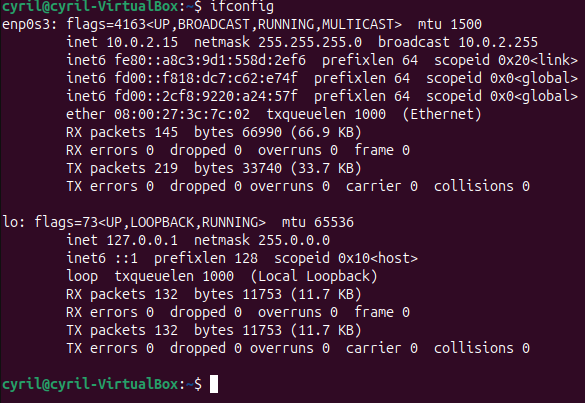 cyril@cyril-VirtualBox:~$ ifconfig
enp0s3: flags=4163<UP,BROADCAST,RUNNING,MULTICAST>  mtu 1500
        inet 10.0.2.15  netmask 255.255.255.0  broadcast 10.0.2.255
        inet6 fe80::a8c3:9d1:558d:2ef6  prefixlen 64  scopeid 0x20<link>
        inet6 fd00::f818:dc7:c62:e74f  prefixlen 64  scopeid 0x0<global>
        inet6 fd00::2cf8:9220:a24:57f  prefixlen 64  scopeid 0x0<global>
        ether 08:00:27:3c:7c:02  txqueuelen 1000  (Ethernet)
        RX packets 145  bytes 66990 (66.9 KB)
        RX errors 0  dropped 0  overruns 0  frame 0
        TX packets 219  bytes 33740 (33.7 KB)
        TX errors 0  dropped 0 overruns 0  carrier 0  collisions 0

lo: flags=73<UP,LOOPBACK,RUNNING>  mtu 65536
        inet 127.0.0.1  netmask 255.0.0.0
        inet6 ::1  prefixlen 128  scopeid 0x10<host>
        loop  txqueuelen 1000  (Local Loopback)
        RX packets 132  bytes 11753 (11.7 KB)
        RX errors 0  dropped 0  overruns 0  frame 0
        TX packets 132  bytes 11753 (11.7 KB)
        TX errors 0  dropped 0 overruns 0  carrier 0  collisions 0

cyril@cyril-VirtualBox:~$